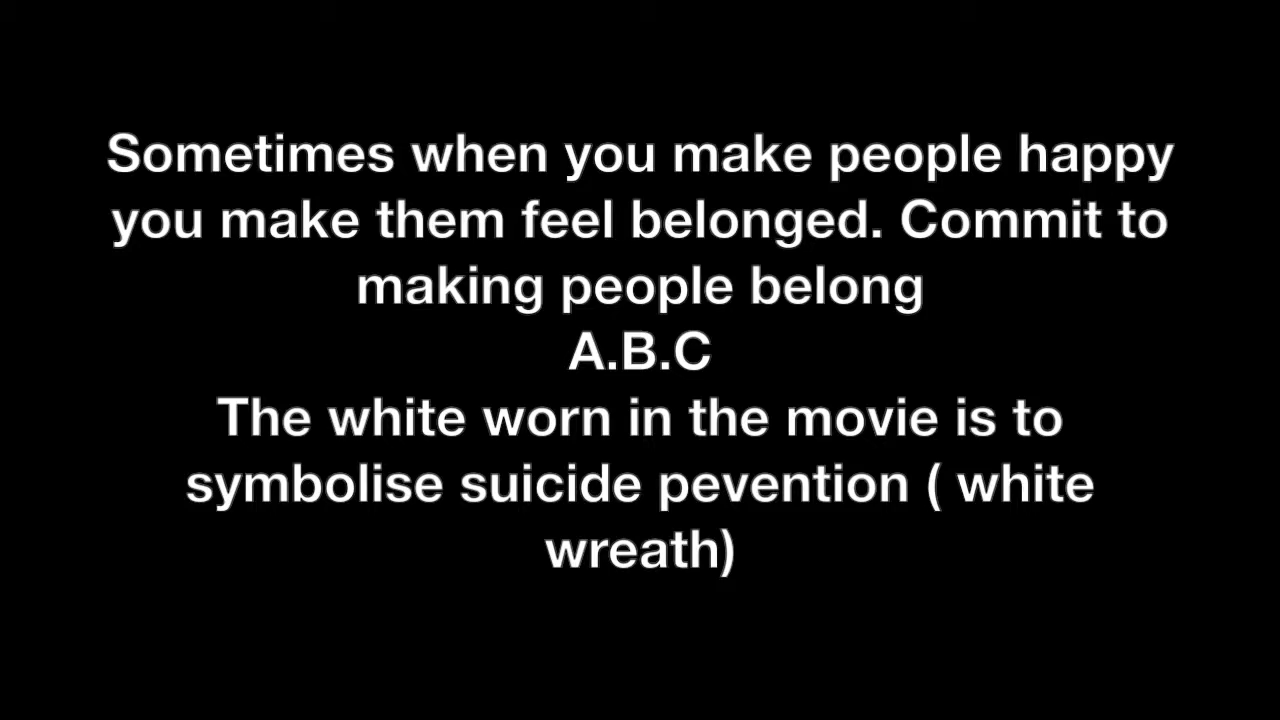 Sometimes when you make people happy
you make them feel belonged. Commit to
making people belong
A.B.C
The white worn in the movie is to
symbolise suicide pevention ( white
wreath)